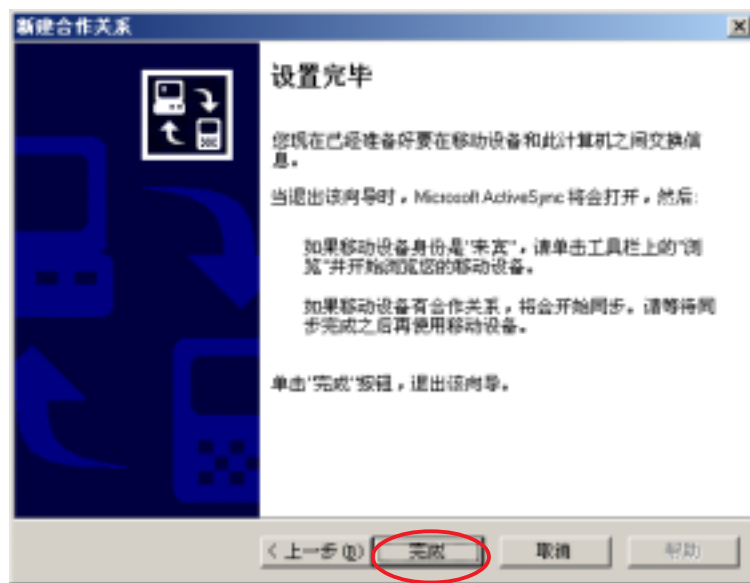 新建合作关系
设置完毕
您现在已经准备好要在移动设备和此计算机之间交换信
息。
当退出该向导时，Microsoft ActiveSync 将会打开，然后:
如果移动设备身份是"来宾"，请单击工具栏上的"浏
览"并开始浏览您的移动设备。
如果移动设备有合作关系，将会开始同步。请等待同
步完成之后再使用移动设备。
单击"完成"按钮，退出该向导。
< 上一步(B)
完成
取消
帮助